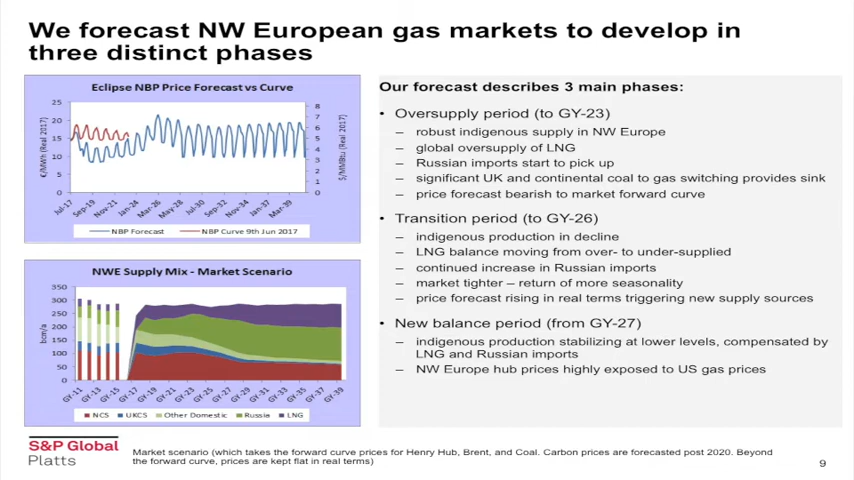 We forecast NW European gas markets to develop in
three distinct phases
Eclipse NBP Price Forecast vs Curve
€/MWh (Real 2017)
25
20
15
10
5
0
8
7
6
5
4
3
2
1
0
$/MMBtu (Real 2017)
Jul-17 Sep-19 Nov-21 Jan-24 Mar-26 May-28 Jul-30 Sep-32 Nov-34 Jan-37 Mar-39
NBP Forecast NBP Curve 9th Jun 2017
NWE Supply Mix - Market Scenario
bcm/a
350
300
250
200
150
100
50
0
GY-11 GY-13 GY-15 GY-17 GY-19 GY-21 GY-23 GY-25 GY-27 GY-29 GY-31 GY-33 GY-35 GY-37 GY-39
NCS UKCS Other Domestic Russia LNG
Our forecast describes 3 main phases:
• Oversupply period (to GY-23)
– robust indigenous supply in NW Europe
– global oversupply of LNG
– Russian imports start to pick up
– significant UK and continental coal to gas switching provides sink
– price forecast bearish to market forward curve
• Transition period (to GY-26)
– indigenous production in decline
– LNG balance moving from over- to under-supplied
– continued increase in Russian imports
– market tighter – return of more seasonality
– price forecast rising in real terms triggering new supply sources
• New balance period (from GY-27)
– indigenous production stabilizing at lower levels, compensated by
LNG and Russian imports
– NW Europe hub prices highly exposed to US gas prices
S&P Global
Platts
Market scenario (which takes the forward curve prices for Henry Hub, Brent, and Coal. Carbon prices are forecasted post 2020. Beyond
the forward curve, prices are kept flat in real terms)
9